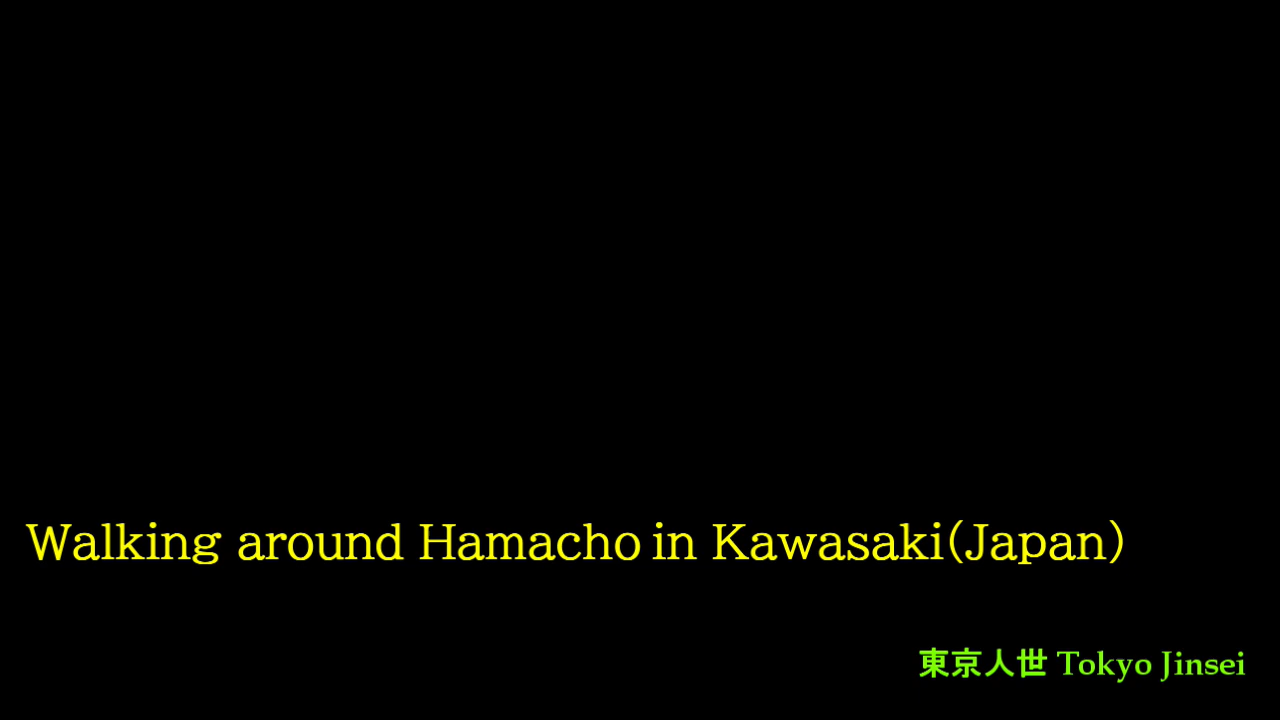 Walking around Hamacho in Kawasaki(Japan)
東京人世 Tokyo Jinsei